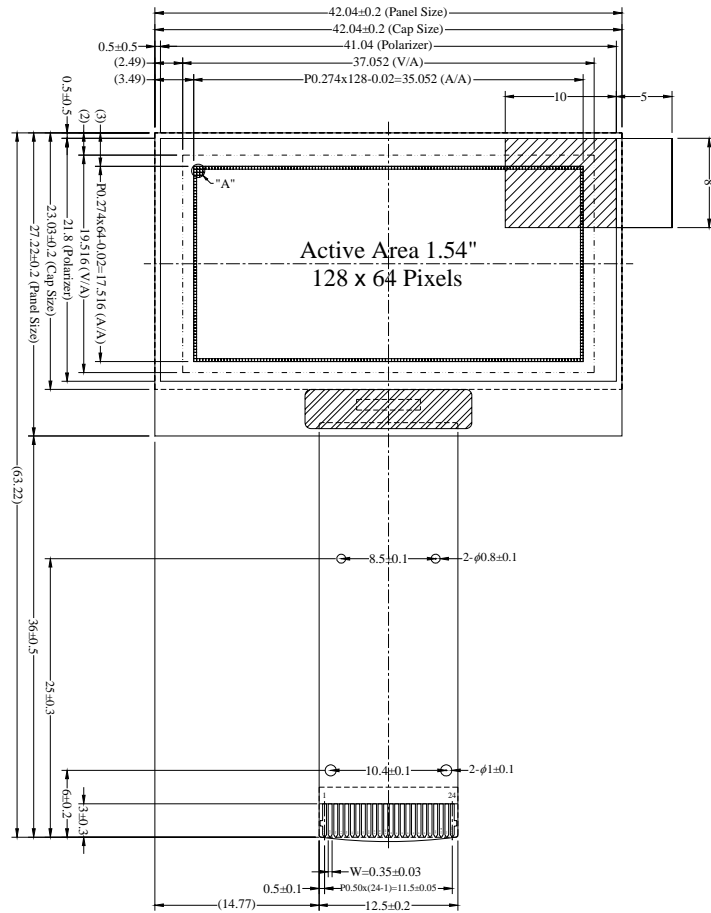 42.04±0.2 (Panel Size)
42.04±0.2 (Cap Size)
0.5±0.5
41.04 (Polarizer)
(2.49)
37.052 (V/A)
(3.49)
P0.274x128-0.02=35.052 (A/A)
10
5
0.5±0.5
(2)
(3)
8
"A"
P0.274x64-0.02=17.516 (A/A)
19.516 (V/A)
21.8 (Polarizer)
23.03±0.2 (Cap Size)
27.22±0.2 (Panel Size)
Active Area 1.54"
128 x 64 Pixels
(63.22)
36±0.5
25±0.3
8.5±0.1
2-ϕ0.8±0.1
10.4±0.1
2-ϕ1±0.1
6±0.2
3±0.3
1
24
W=0.35±0.03
0.5±0.1
P0.50x(24-1)=11.5±0.05
(14.77)
12.5±0.2